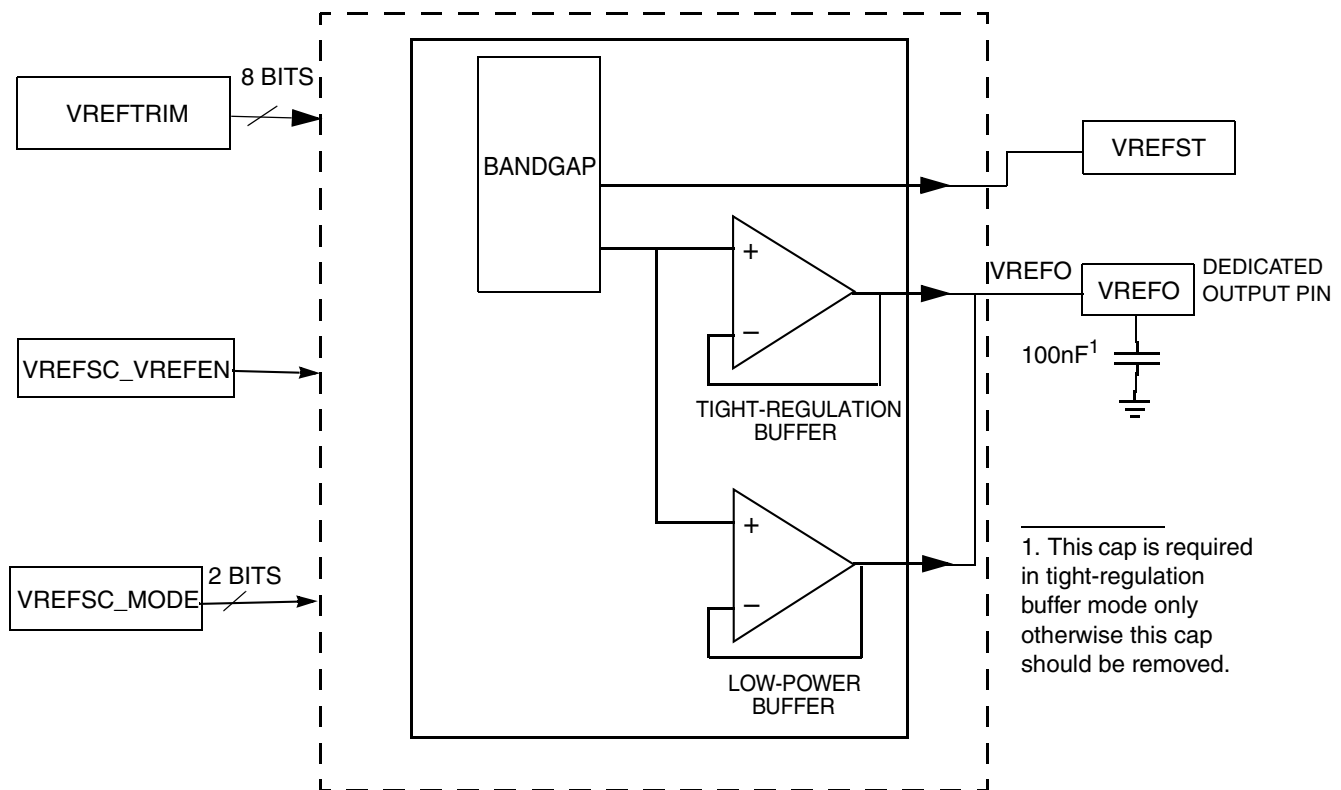 8 BITS
VREFTRIM
BANDGAP
VREFST
+
−
VREFO
VREFO
DEDICATED
OUTPUT PIN
100nF1
VREFSC_VREFEN
TIGHT-REGULATION
BUFFER
+
−
2 BITS
VREFSC_MODE
LOW-POWER
BUFFER
1. This cap is required
in tight-regulation
buffer mode only
otherwise this cap
should be removed.